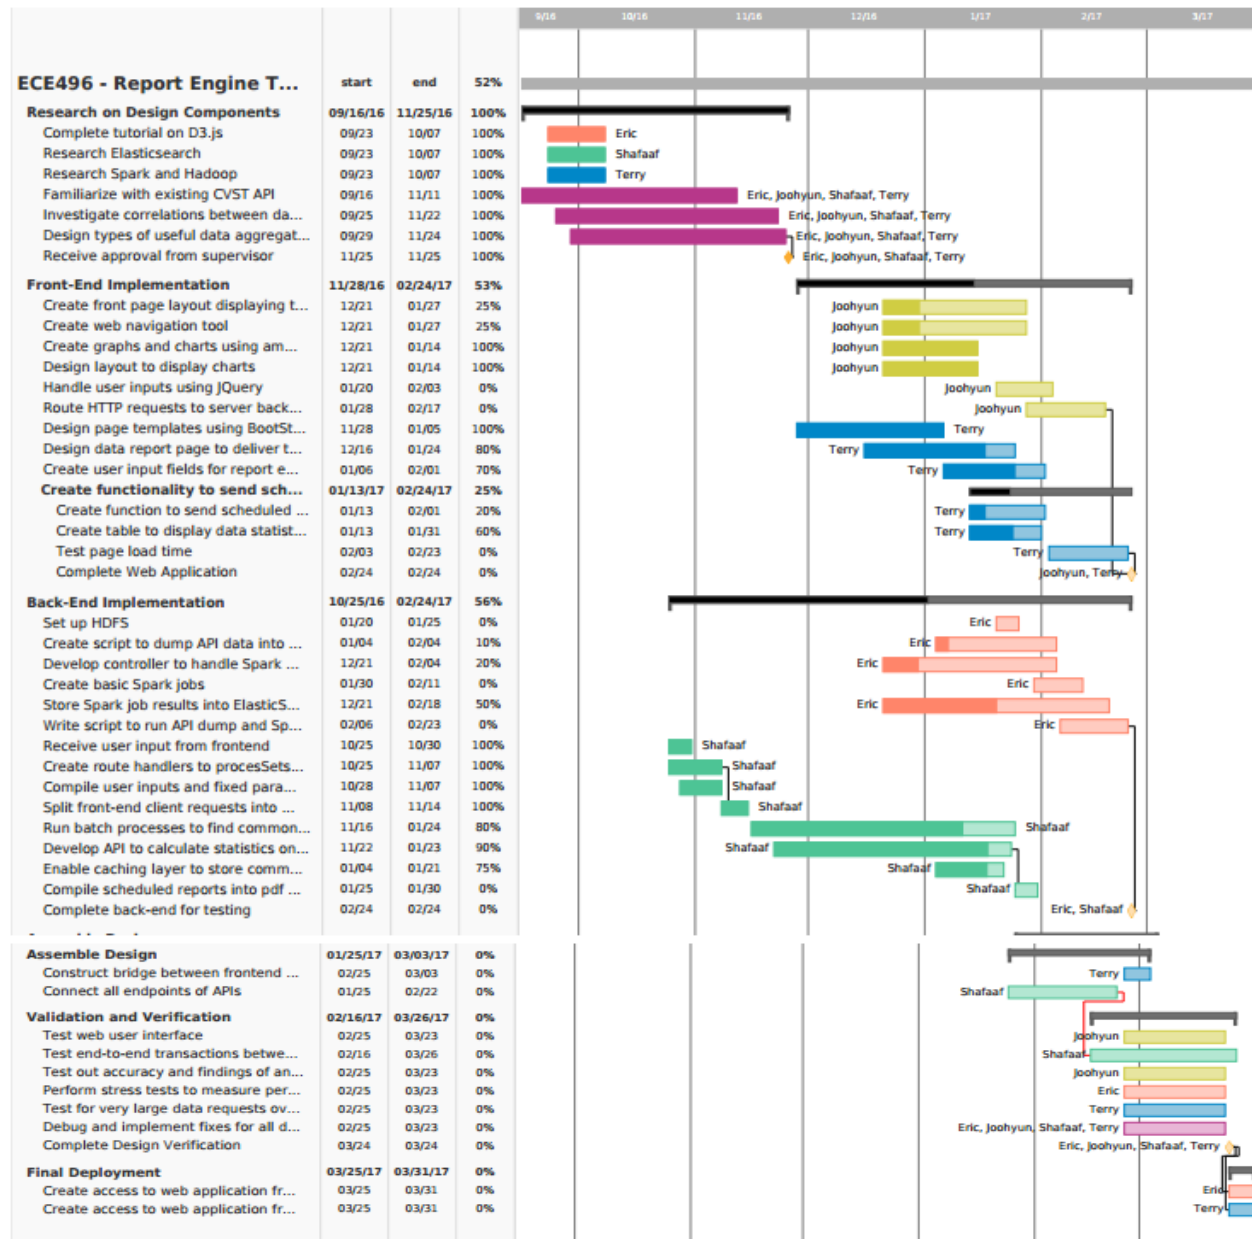 9/16 10/16 11/16 12/16 1/17 2/17 3/17
ECE496 - Report Engine T... start end 52%
Research on Design Components 09/16/16 11/25/16 100%
Complete tutorial on D3.js 09/23 10/07 100% Eric
Research Elasticsearch 09/23 10/07 100% Shafaaf
Research Spark and Hadoop 09/23 10/07 100% Terry
Familiarize with existing CVST API 09/16 11/11 100% Eric, Joohyun, Shafaaf, Terry
Investigate correlations between da... 09/25 11/22 100% Eric, Joohyun, Shafaaf, Terry
Design types of useful data aggregat... 09/29 11/24 100% Eric, Joohyun, Shafaaf, Terry
Receive approval from supervisor 11/25 11/25 100% Eric, Joohyun, Shafaaf, Terry
Front-End Implementation 11/28/16 02/24/17 53%
Create front page layout displaying t... 12/21 01/27 25% Joohyun
Create web navigation tool 12/21 01/27 25% Joohyun
Create graphs and charts using am... 12/21 01/14 100% Joohyun
Design layout to display charts 12/21 01/14 100% Joohyun
Handle user inputs using JQuery 01/20 02/03 0% Joohyun
Route HTTP requests to server back... 01/28 02/17 0% Joohyun
Design page templates using BootSt... 11/28 01/05 100% Terry
Design data report page to deliver t... 12/16 01/24 80% Terry
Create user input fields for report e... 01/06 02/01 70% Terry
Create functionality to send sch... 01/13/17 02/24/17 25%
Create function to send scheduled ... 01/13 02/01 20% Terry
Create table to display data statist... 01/13 01/31 60% Terry
Test page load time 02/03 02/23 0% Terry
Complete Web Application 02/24 02/24 0% Joohyun, Terry
Back-End Implementation 10/25/16 02/24/17 56%
Set up HDFS 01/20 01/25 0% Eric
Create script to dump API data into ... 01/04 02/04 10% Eric
Develop controller to handle Spark ... 12/21 02/04 20% Eric
Create basic Spark jobs 01/30 02/11 0% Eric
Store Spark job results into ElasticS... 12/21 02/18 50% Eric
Write script to run API dump and Sp... 02/06 02/23 0% Eric
Receive user input from frontend 10/25 10/30 100% Shafaaf
Create route handlers to procesSets... 10/25 11/07 100% Shafaaf
Compile user inputs and fixed para... 10/28 11/07 100% Shafaaf
Split front-end client requests into ... 11/08 11/14 100% Shafaaf
Run batch processes to find common... 11/16 01/24 80% Shafaaf
Develop API to calculate statistics on... 11/22 01/23 90% Shafaaf
Enable caching layer to store comm... 01/04 01/21 75% Shafaaf
Compile scheduled reports into pdf ... 01/25 01/30 0% Shafaaf
Complete back-end for testing 02/24 02/24 0% Eric, Shafaaf
Assemble Design 01/25/17 03/03/17 0%
Construct bridge between frontend ... 02/25 03/03 0% Terry
Connect all endpoints of APIs 01/25 02/22 0% Shafaaf
Validation and Verification 02/16/17 03/26/17 0%
Test web user interface 02/25 03/23 0% Joohyun
Test end-to-end transactions betwe... 02/16 03/26 0% Shafaaf
Test out accuracy and findings of an... 02/25 03/23 0% Joohyun
Perform stress tests to measure per... 02/25 03/23 0% Eric
Test for very large data requests ov... 02/25 03/23 0% Terry
Debug and implement fixes for all d... 02/25 03/23 0% Eric, Joohyun, Shafaaf, Terry
Complete Design Verification 03/24 03/24 0% Eric, Joohyun, Shafaaf, Terry
Final Deployment 03/25/17 03/31/17 0%
Create access to web application fr... 03/25 03/31 0% Eric
Create access to web application fr... 03/25 03/31 0% Terry